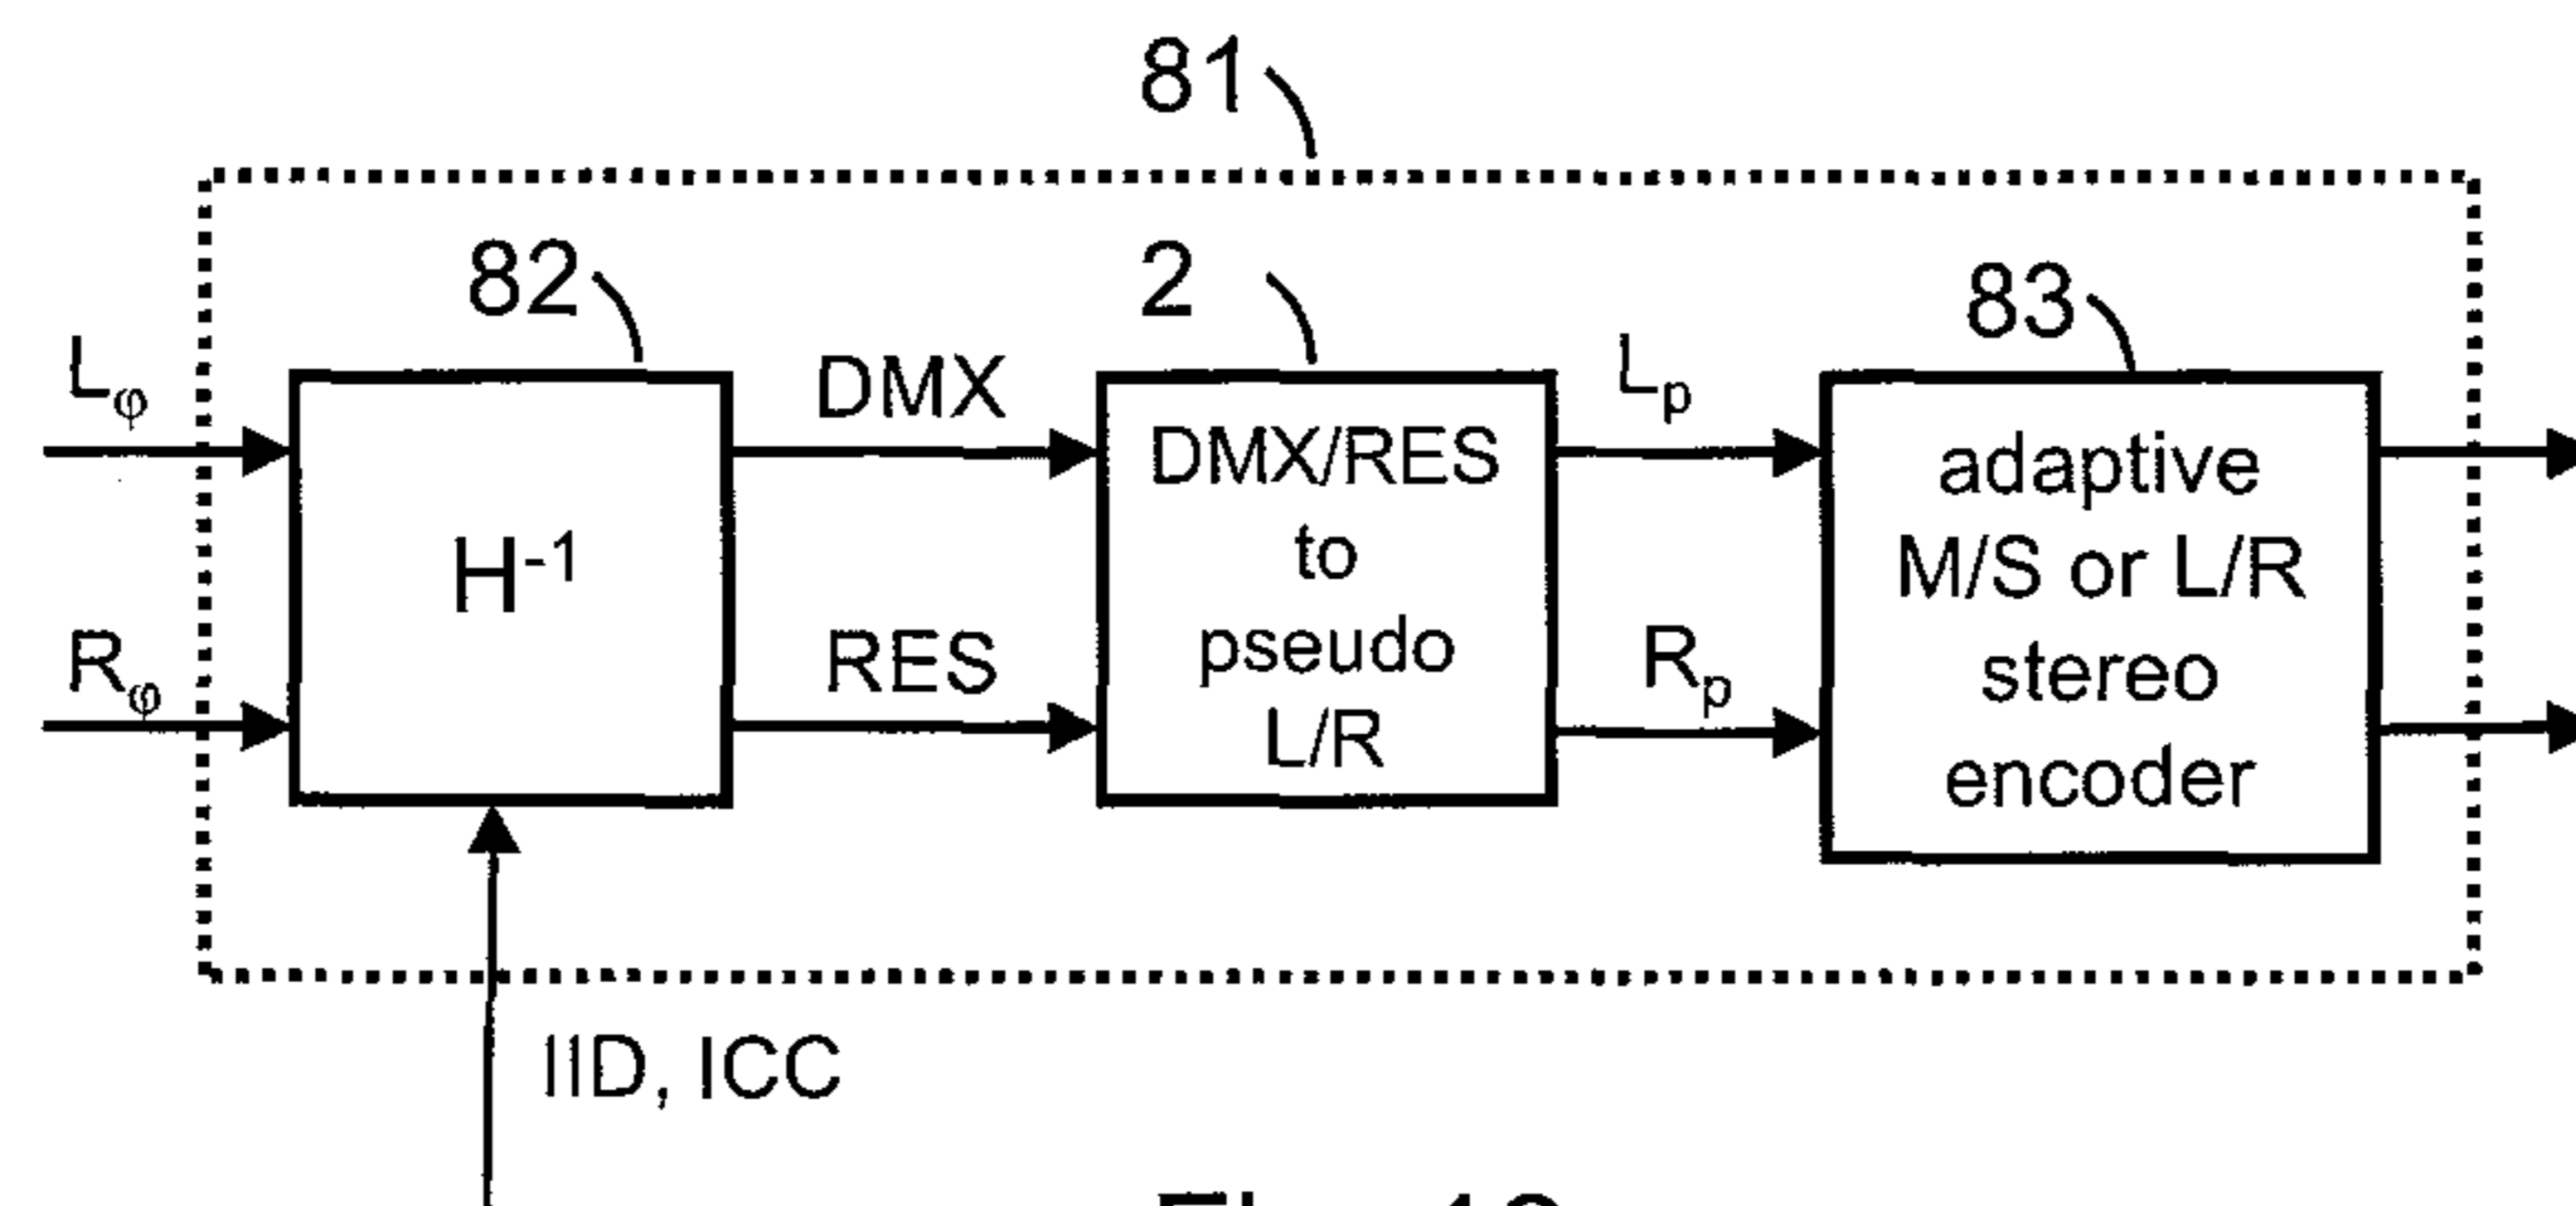 81
82
2
83
Lφ
DMX
Lp
H-1
DMX/RES
to
pseudo
L/R
adaptive
M/S or L/R
stereo
encoder
Rφ
RES
Rp
IID, ICC